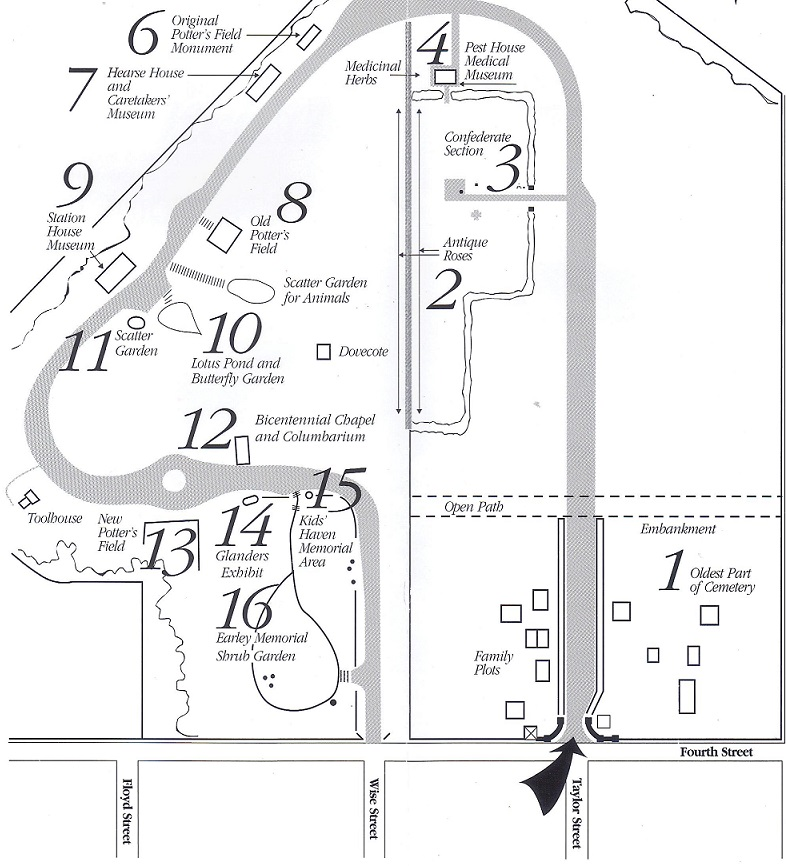 6
Original
Potter's Field
Monument
7
Hearse House
and
Caretakers'
Museum
4
Pest House
Medical
Museum
Medicinal
Herbs
Confederate
Section
3
9
Station
House
Museum
8
Old
Potter's
Field
Antique
Roses
2
Scatter Garden
for Animals
11
Scatter
Garden
10
Lotus Pond and
Butterfly Garden
Dovecote
12
Bicentennial Chapel
and Columbarium
15
Kids'
Haven
Memorial
Area
Toolhouse
New
Potter's
Field
13
14
Glanders
Exhibit
16
Earley Memorial
Shrub Garden
Open Path
Embankment
1
Oldest Part
of Cemetery
Family
Plots
Fourth Street
Floyd Street
Wise Street
Taylor Street